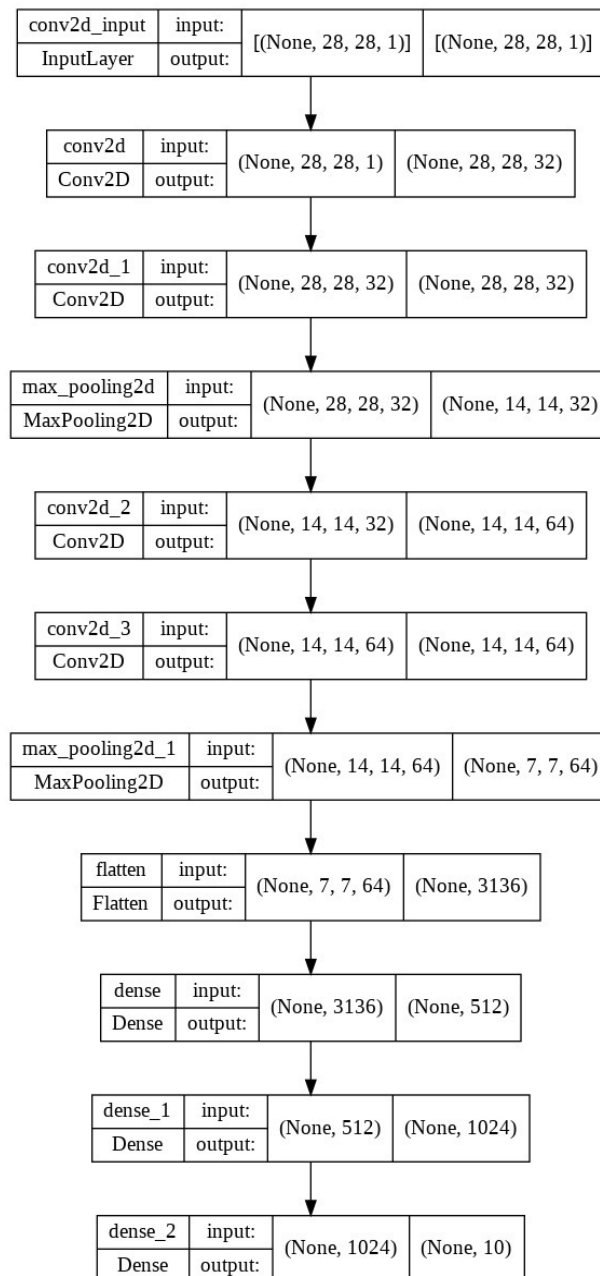 conv2d_input input: [(None, 28, 28, 1)] [(None, 28, 28, 1)]
InputLayer output:
conv2d input: (None, 28, 28, 1) (None, 28, 28, 32)
Conv2D output:
conv2d_1 input: (None, 28, 28, 32) (None, 28, 28, 32)
Conv2D output:
max_pooling2d input: (None, 28, 28, 32) (None, 14, 14, 32)
MaxPooling2D output:
conv2d_2 input: (None, 14, 14, 32) (None, 14, 14, 64)
Conv2D output:
conv2d_3 input: (None, 14, 14, 64) (None, 14, 14, 64)
Conv2D output:
max_pooling2d_1 input: (None, 14, 14, 64) (None, 7, 7, 64)
MaxPooling2D output:
flatten input: (None, 7, 7, 64) (None, 3136)
Flatten output:
dense input: (None, 3136) (None, 512)
Dense output:
dense_1 input: (None, 512) (None, 1024)
Dense output:
dense_2 input: (None, 1024) (None, 10)
Dense output: